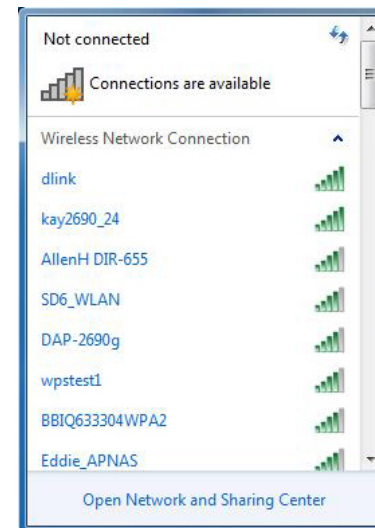 Not connected
Connections are available
Wireless Network Connection
dlink
kay2690_24
AllenH DIR-655
SD6_WLAN
DAP-2690g
wpstest1
BBIQ633304WPA2
Eddie_APNAS
Open Network and Sharing Center